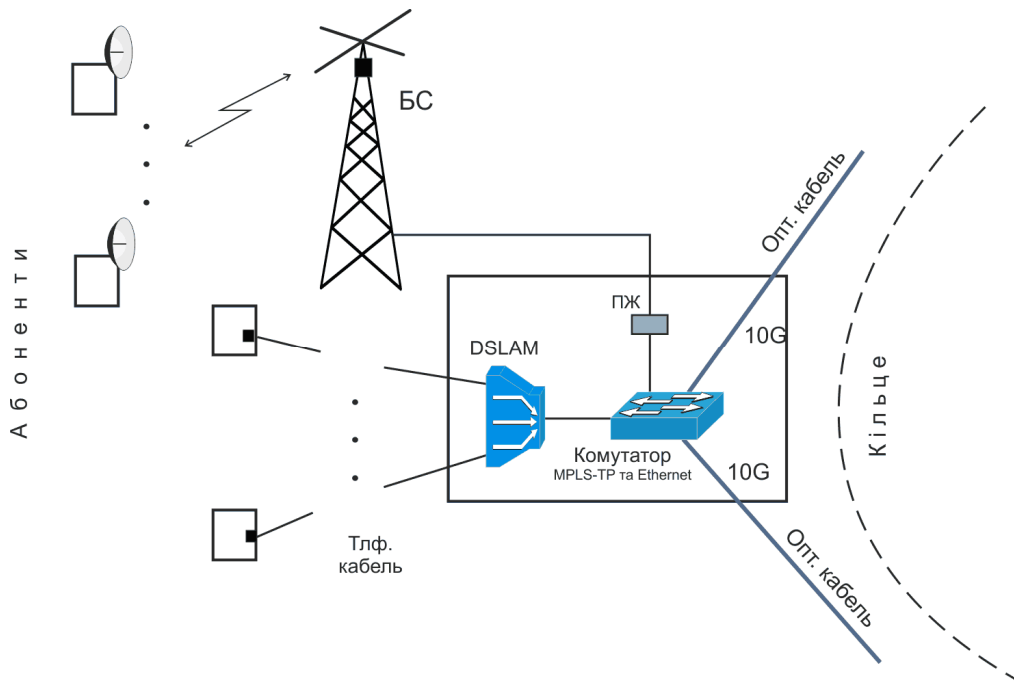 Абоненти
БС
ПЖ
DSLAM
Комутатор
MPLS-TP та Ethernet
Тлф.
кабель
Опт. кабель
10G
10G
Опт. кабель
Кільце